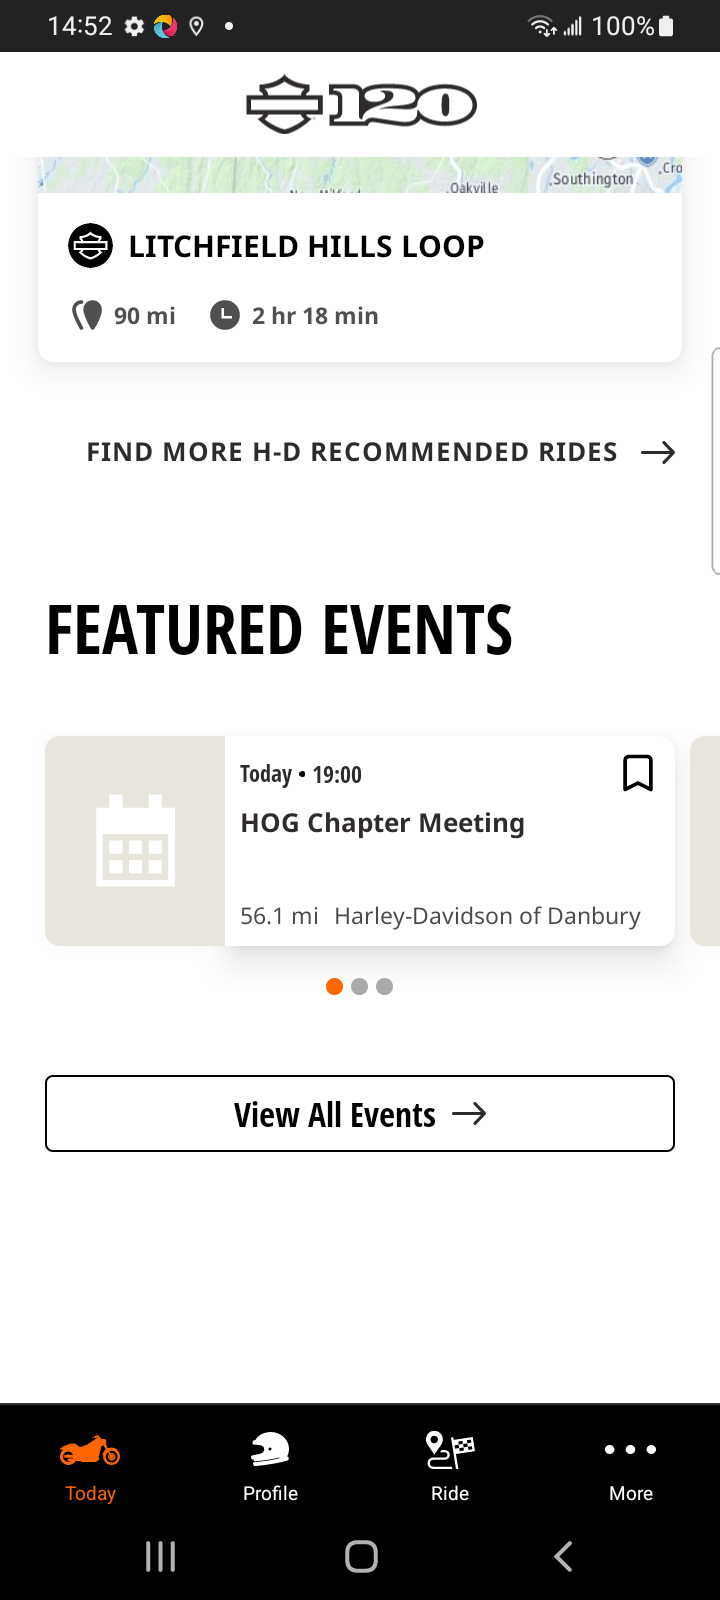 14:52
100%
120
Oakville
Southington
Cro
LITCHFIELD HILLS LOOP
90 mi 2 hr 18 min
FIND MORE H-D RECOMMENDED RIDES
FEATURED EVENTS
Today • 19:00
HOG Chapter Meeting
56.1 mi Harley-Davidson of Danbury
View All Events
Today
Profile
Ride
More